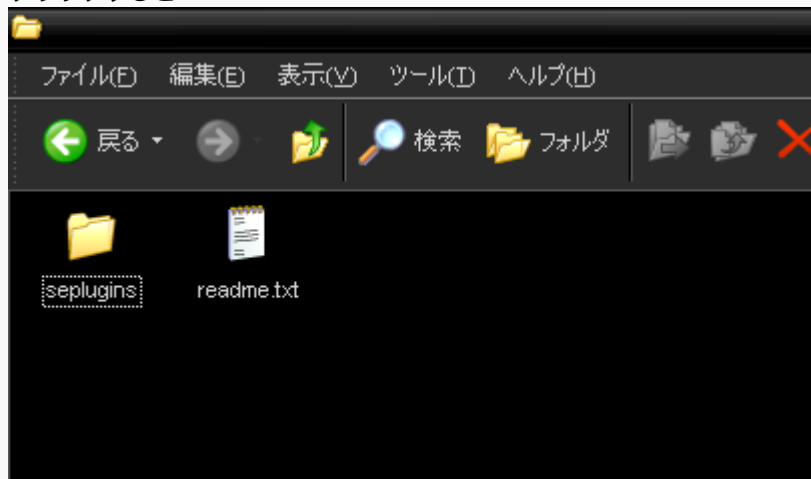 ファイル(F) 編集(E) 表示(V) ツール(T) ヘルプ(H)
戻る 検索 フォルダ
seplugins readme.txt